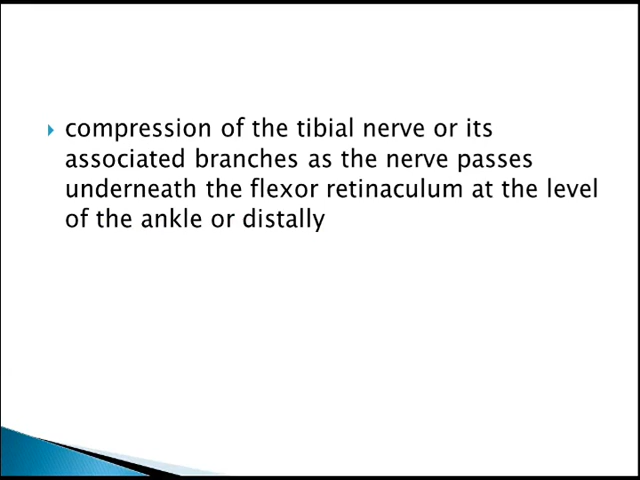 compression of the tibial nerve or its
associated branches as the nerve passes
underneath the flexor retinaculum at the level
of the ankle or distally